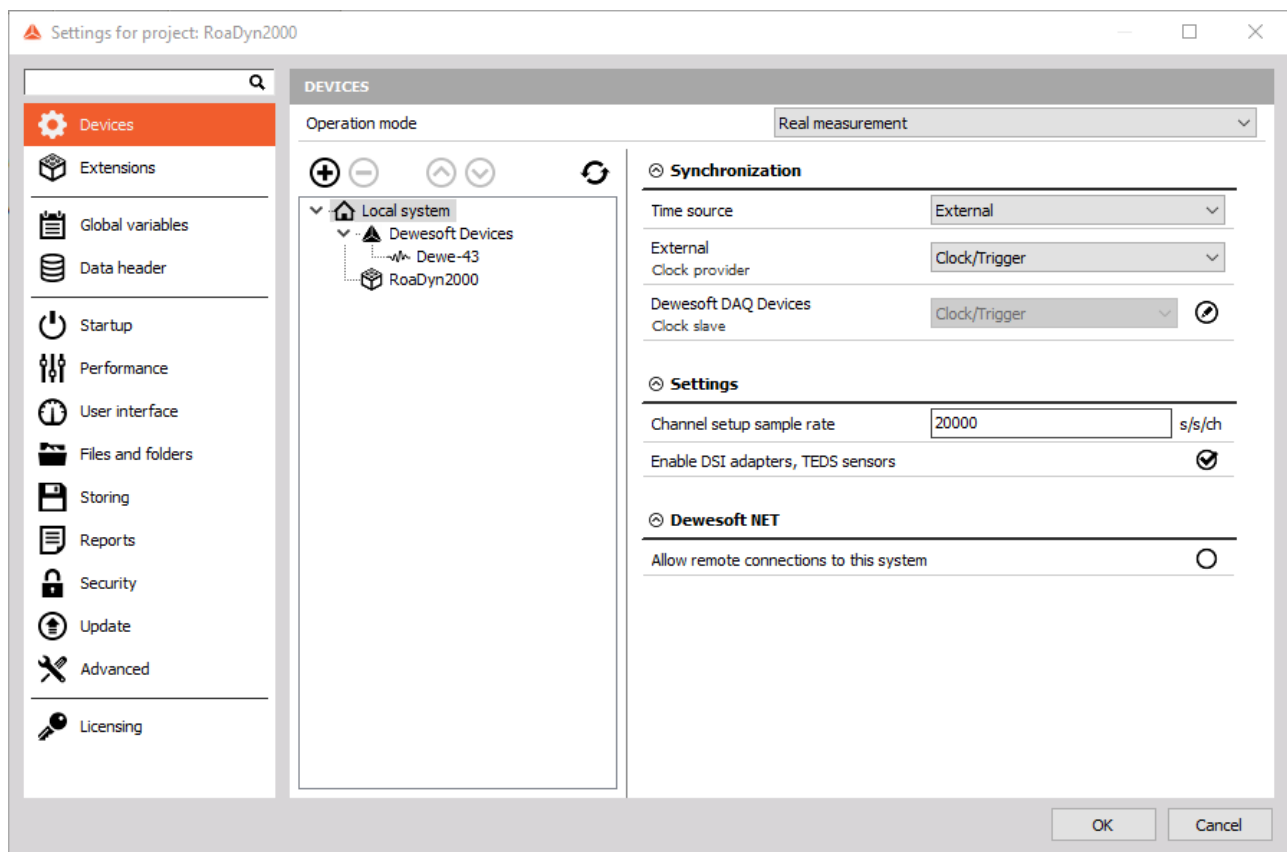 Settings for project: RoaDyn2000
Devices
Extensions
Global variables
Data header
Startup
Performance
User interface
Files and folders
Storing
Reports
Security
Update
Advanced
Licensing
DEVICES
Operation mode
Real measurement
Local system
Dewesoft Devices
Dewe-43
RoaDyn2000
Synchronization
Time source
External
External
Clock provider
Clock/Trigger
Dewesoft DAQ Devices
Clock slave
Clock/Trigger
Settings
Channel setup sample rate
20000
s/s/ch
Enable DSI adapters, TEDS sensors
Dewesoft NET
Allow remote connections to this system
OK
Cancel